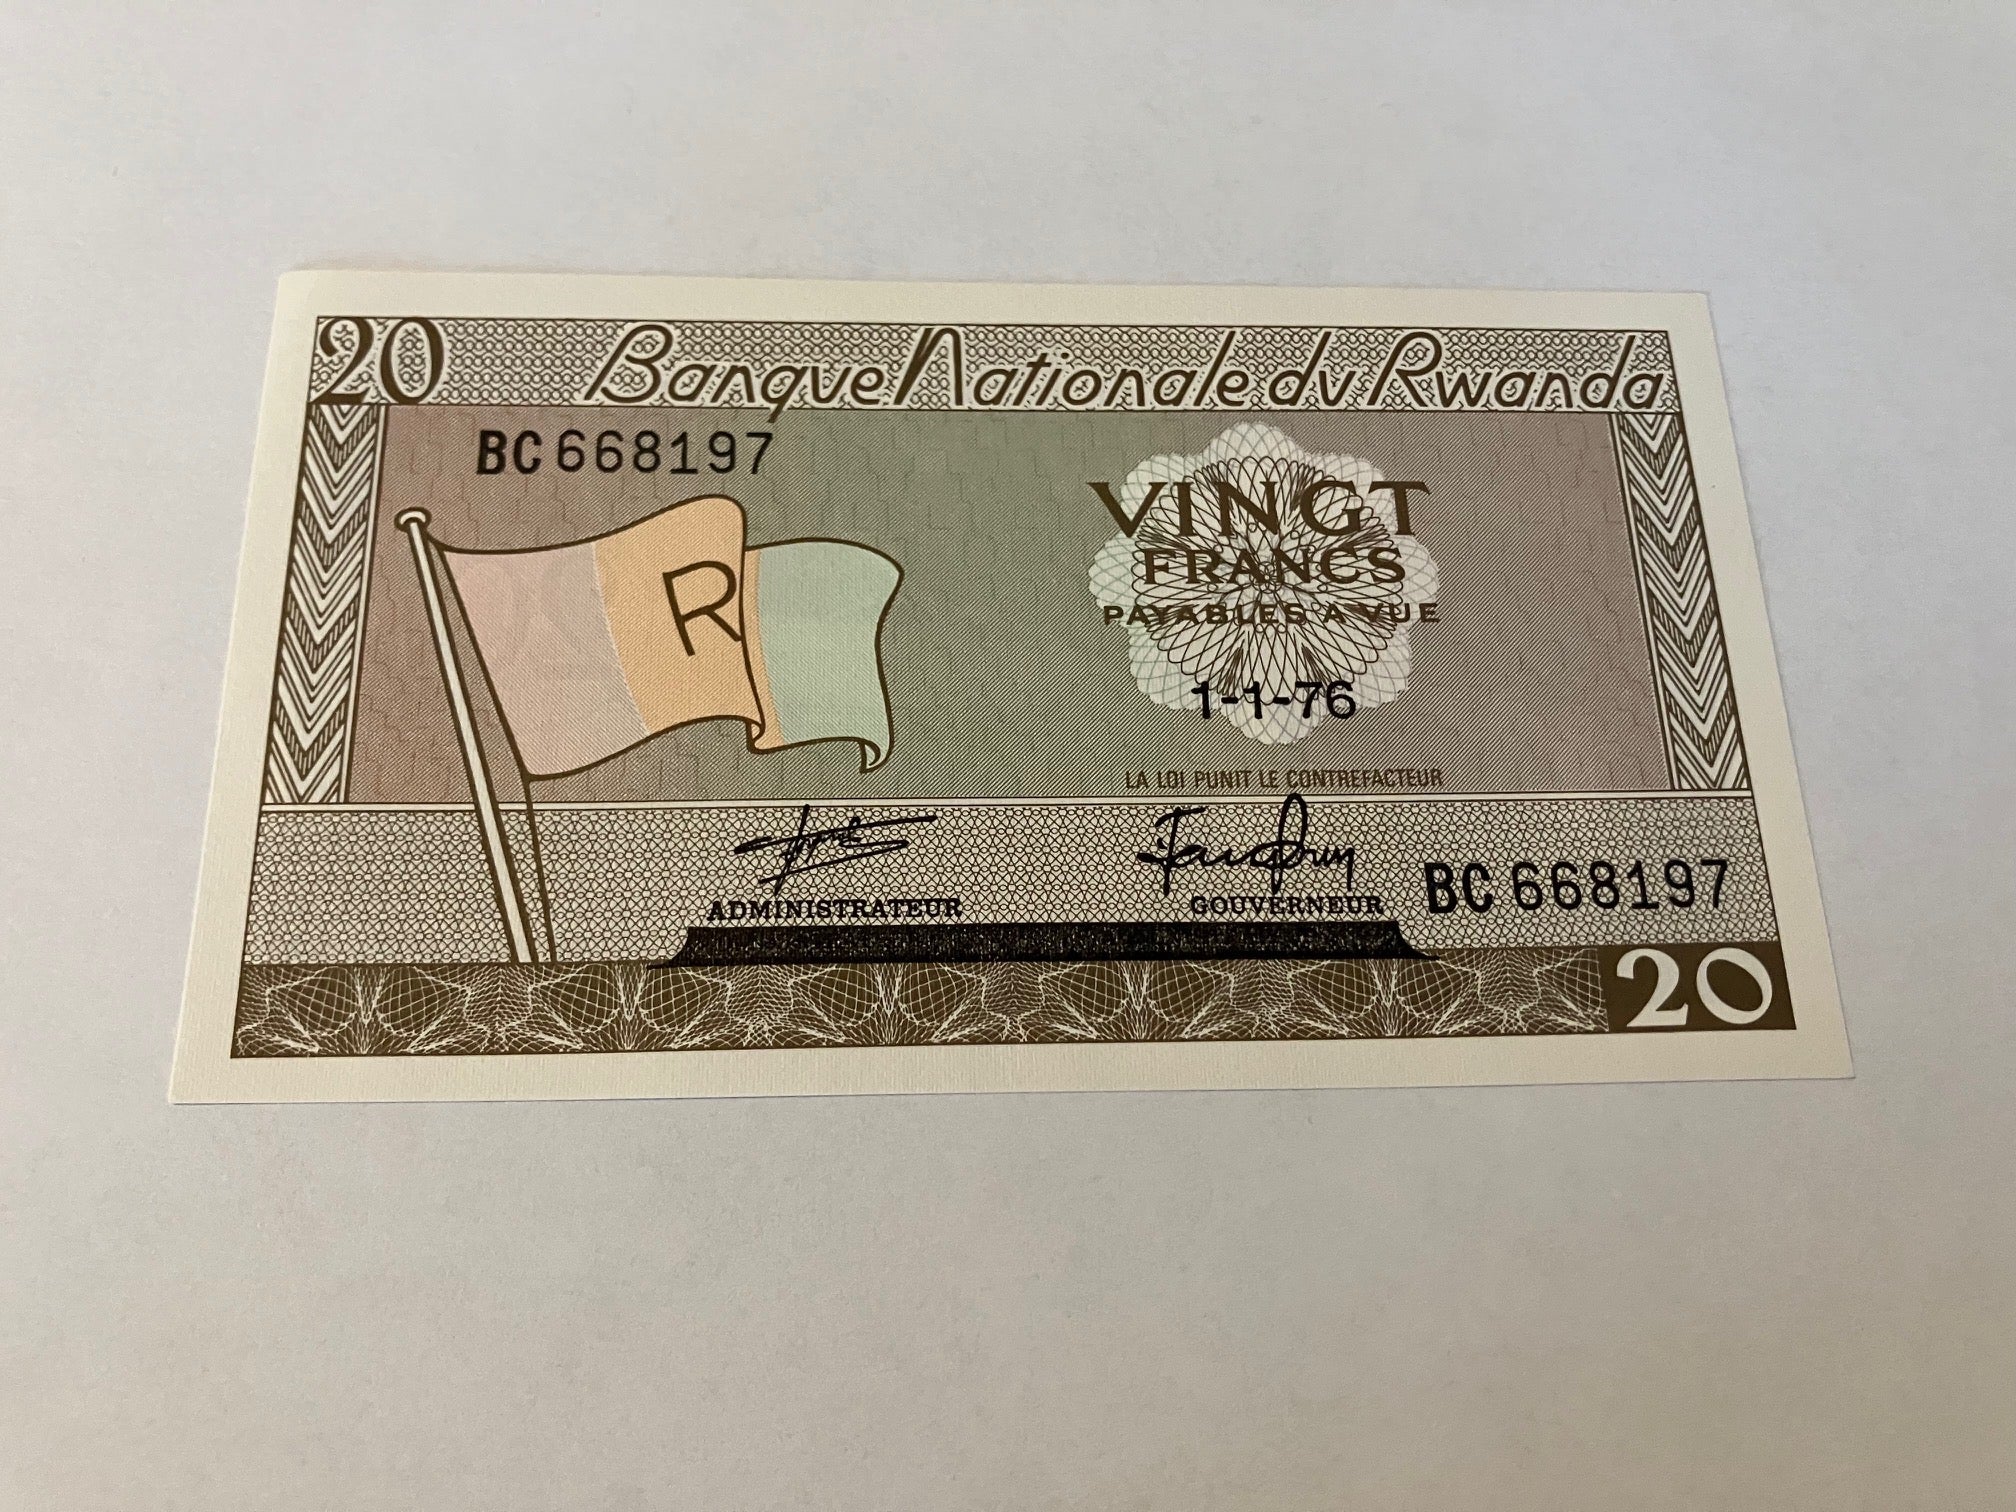 20 Banque Nationale du Rwanda
BC 668197
R
VINGT
FRANCS
PAYABLES A VUE
1-1-76
LA LOI PUNIT LE CONTREFACTEUR
ADMINISTRATEUR
GOUVERNEUR
BC 668197
20